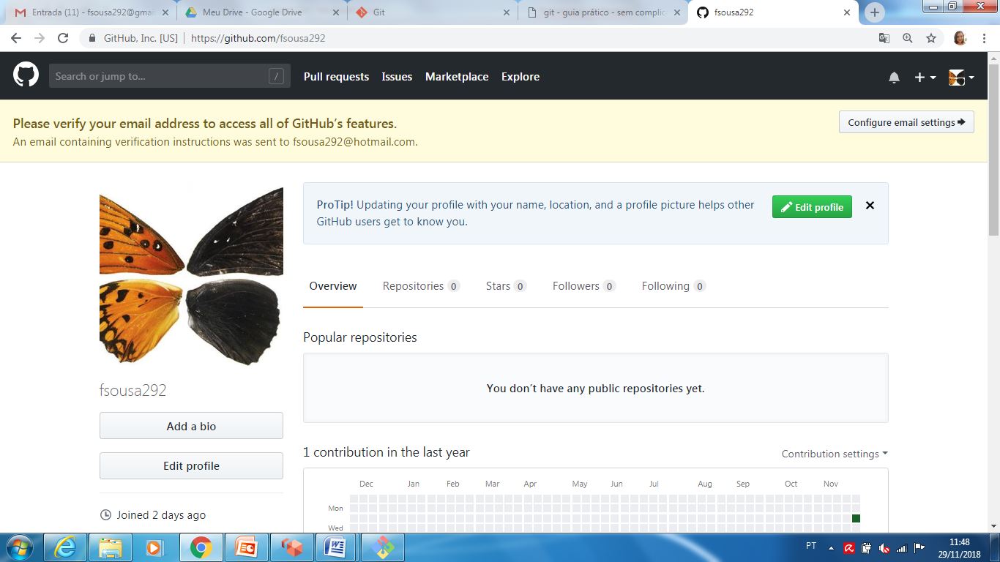 Entrada (11) - fsousa292@gmai
Meu Drive - Google Drive
Git
git - guia prático - sem complic
fsousa292
GitHub, Inc. [US] | https://github.com/fsousa292
Search or jump to... /
Pull requests Issues Marketplace Explore
Please verify your email address to access all of GitHub's features.
An email containing verification instructions was sent to fsousa292@hotmail.com.
Configure email settings
ProTip! Updating your profile with your name, location, and a profile picture helps other
GitHub users get to know you.
Edit profile
Overview Repositories 0 Stars 0 Followers 0 Following 0
Popular repositories
You don't have any public repositories yet.
fsousa292
Add a bio
Edit profile
Joined 2 days ago
1 contribution in the last year
Contribution settings
Dec Jan Feb Mar Apr May Jun Jul Aug Sep Oct Nov
Mon
Wed
PT
11:48
29/11/2018